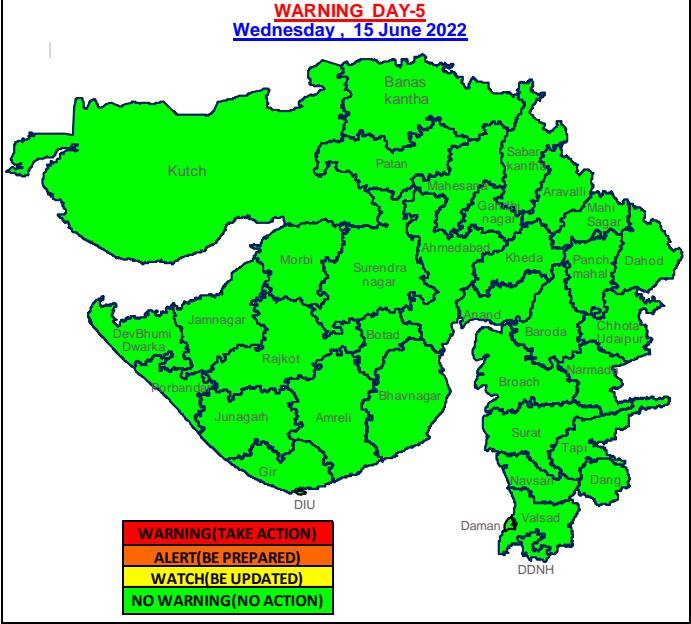 WARNING DAY-5
Wednesday , 15 June 2022
Banas
kantha
Kutch
Patan
Sabar
kantha
Mahesana
Aravalli
Gandhi
nagar
Mahi
Sagar
Ahmedabad
Kheda
Panch
mahal
Dahod
Morbi
Surendra
nagar
Anand
Jamnagar
DevBhumi
Dwarka
Botad
Baroda
Chhota
Udaipur
Rajkot
Narmada
Porbandar
Broach
Bhavnagar
Junagarh
Amreli
Surat
Tapi
Gir
Navsari
Dang
DIU
Valsad
Daman
DDNH
WARNING(TAKE ACTION)
ALERT(BE PREPARED)
WATCH(BE UPDATED)
NO WARNING(NO ACTION)